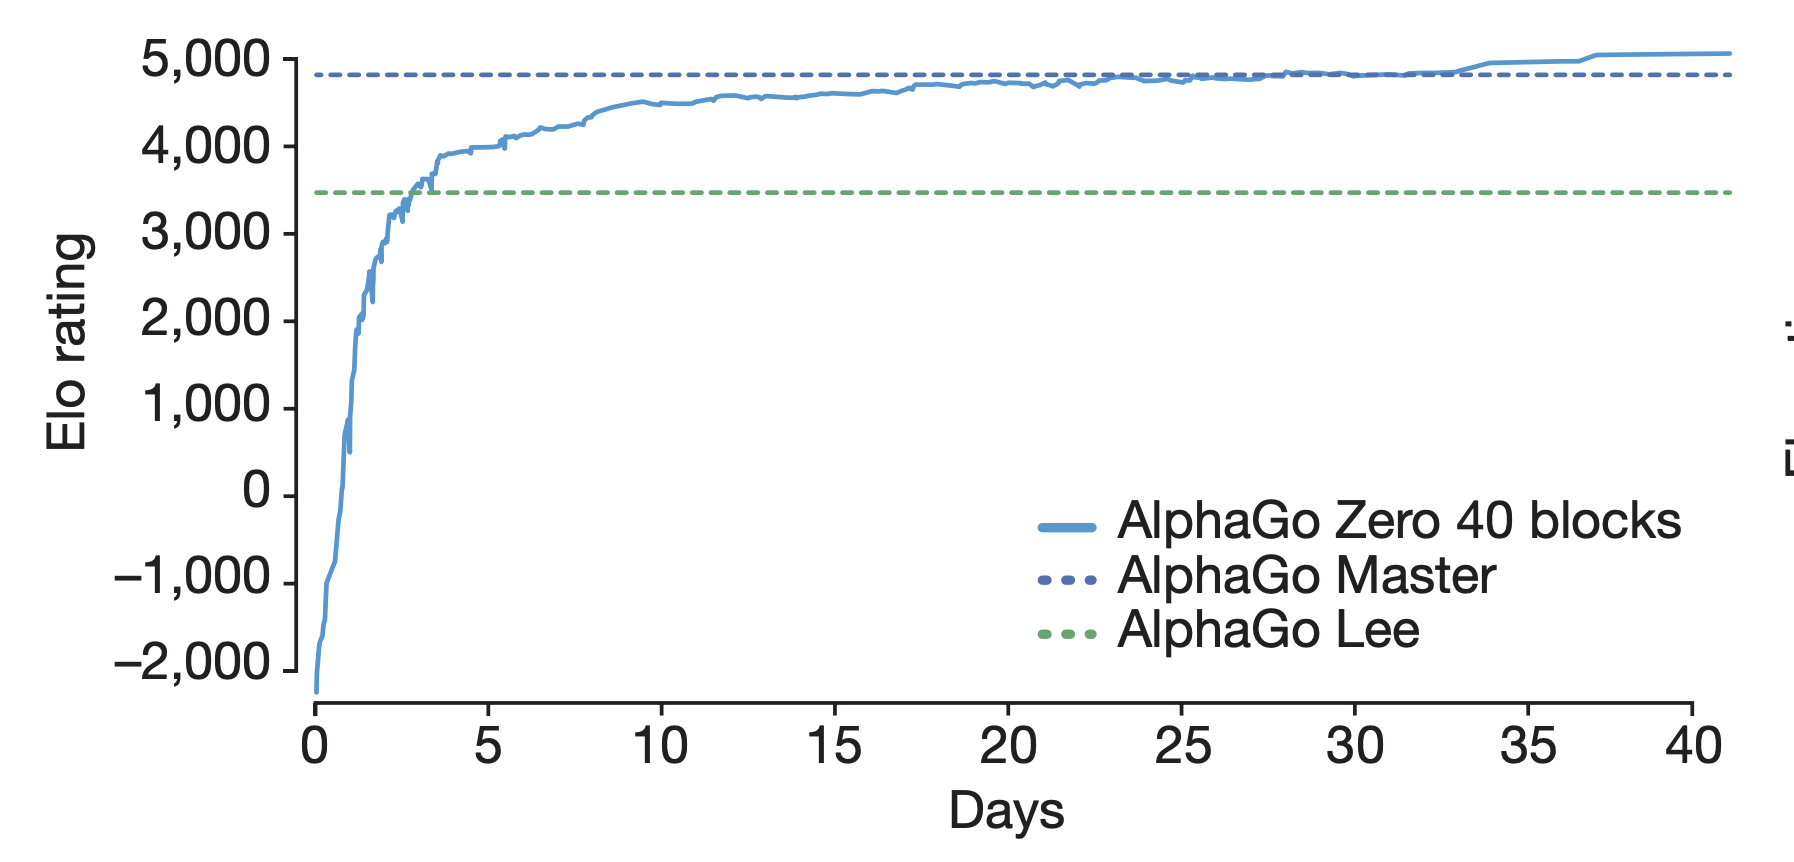 5,000
4,000
3,000
2,000
1,000
0
−1,000
−2,000
Elo rating
AlphaGo Zero 40 blocks
AlphaGo Master
AlphaGo Lee
0 5 10 15 20 25 30 35 40
Days